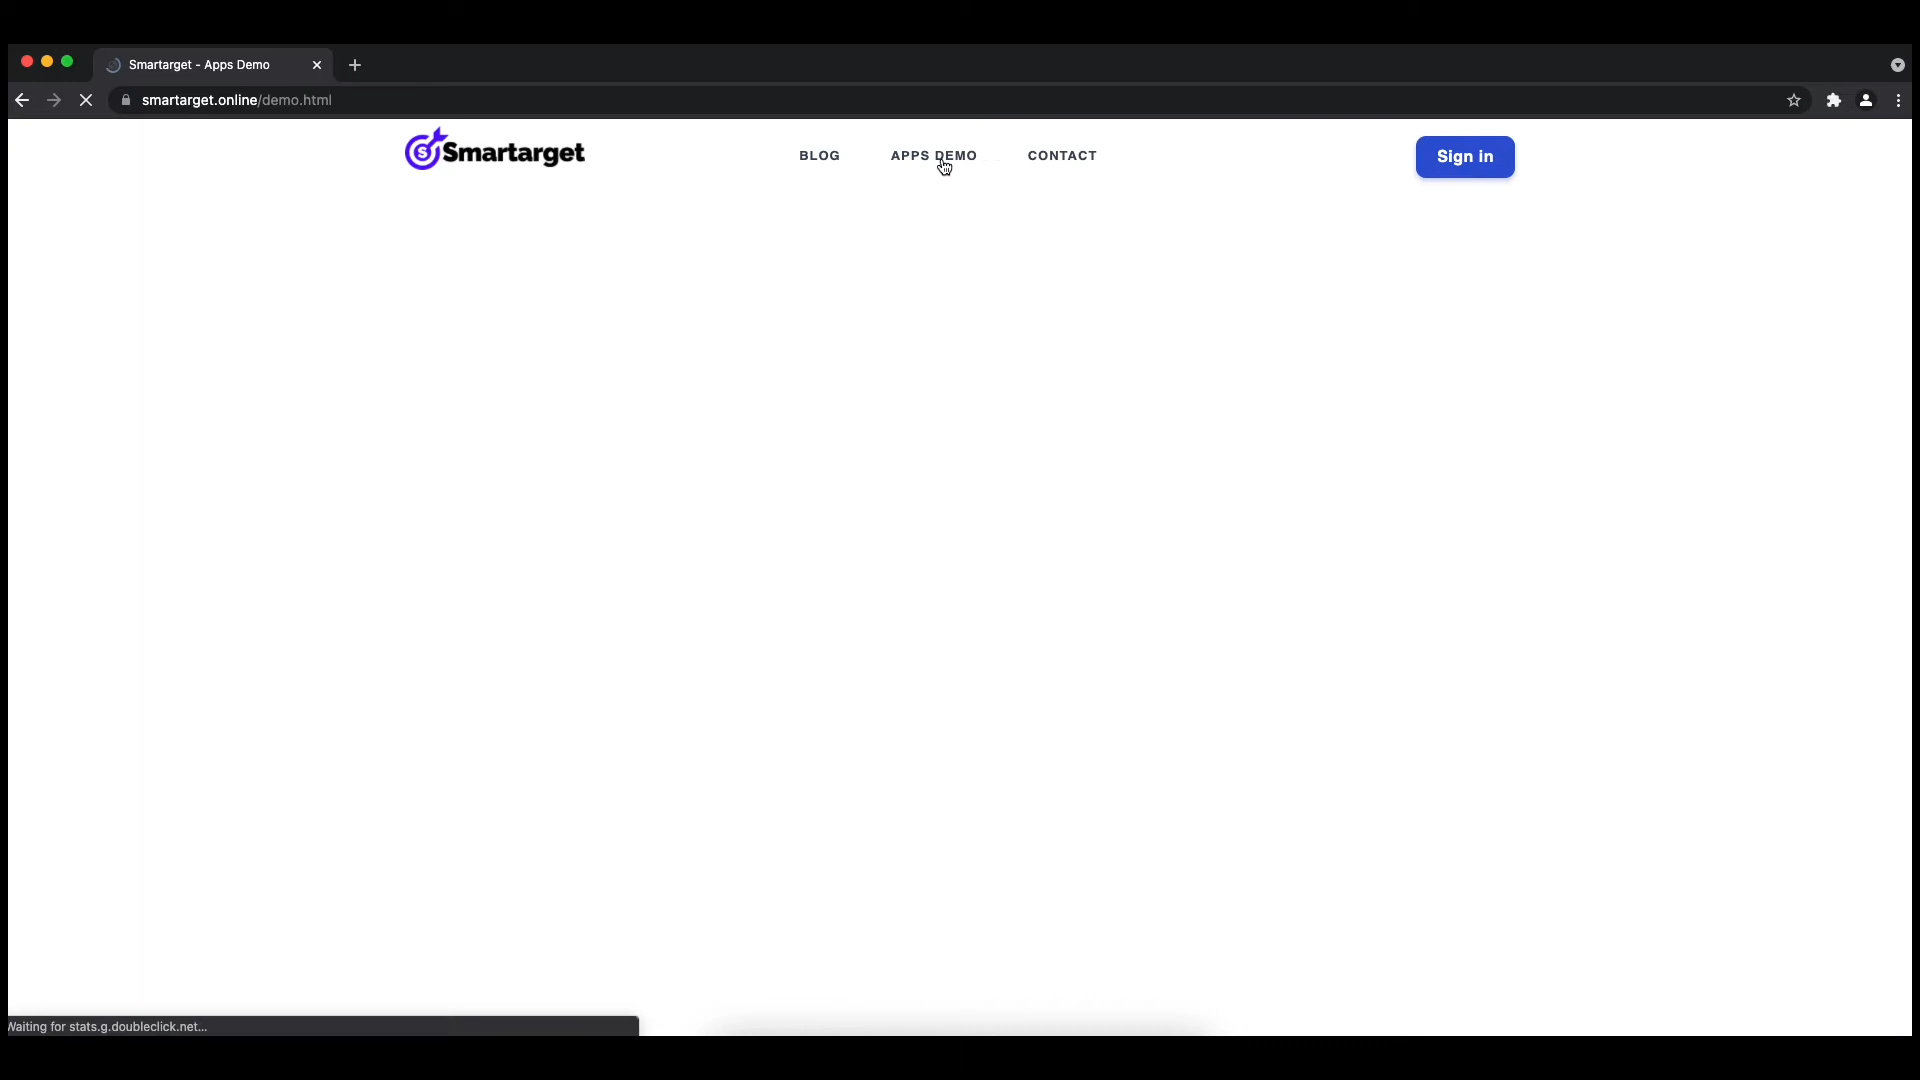 Smartarget - Apps Demo
smartarget.online/demo.html
Smartarget
BLOG
APPS DEMO
CONTACT
Sign in
Waiting for stats.g.doubleclick.net...